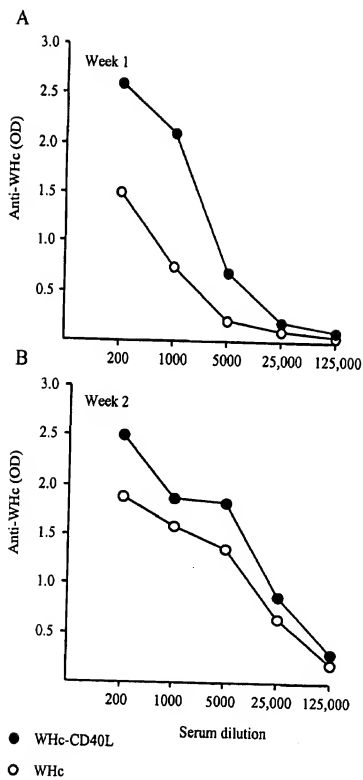 A
3.0
Week 1
2.5
2.0
1.5
1.0
0.5
Anti-WHc (OD)
200 1000 5000 25,000 125,000
B
3.0
Week 2
2.5
2.0
1.5
1.0
0.5
Anti-WHc (OD)
200 1000 5000 25,000 125,000
Serum dilution
WHc-CD40L
WHc